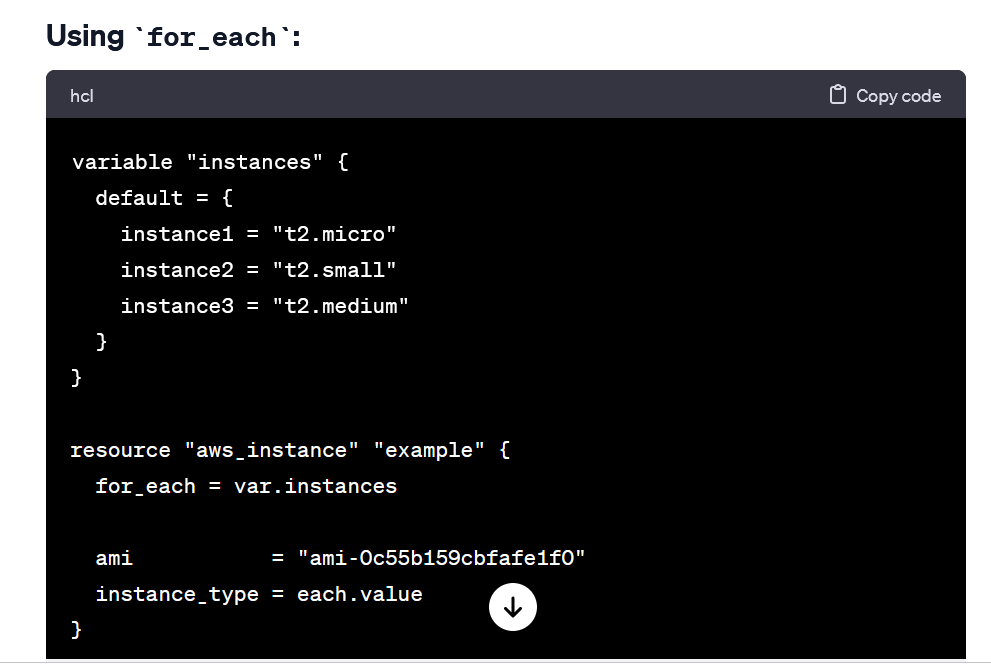 Using `for_each`:
hcl
Copy code
variable "instances" {
  default = {
    instance1 = "t2.micro"
    instance2 = "t2.small"
    instance3 = "t2.medium"
  }
}
resource "aws_instance" "example" {
  for_each = var.instances
  ami           = "ami-0c55b159cbfafe1f0"
  instance_type = each.value
}